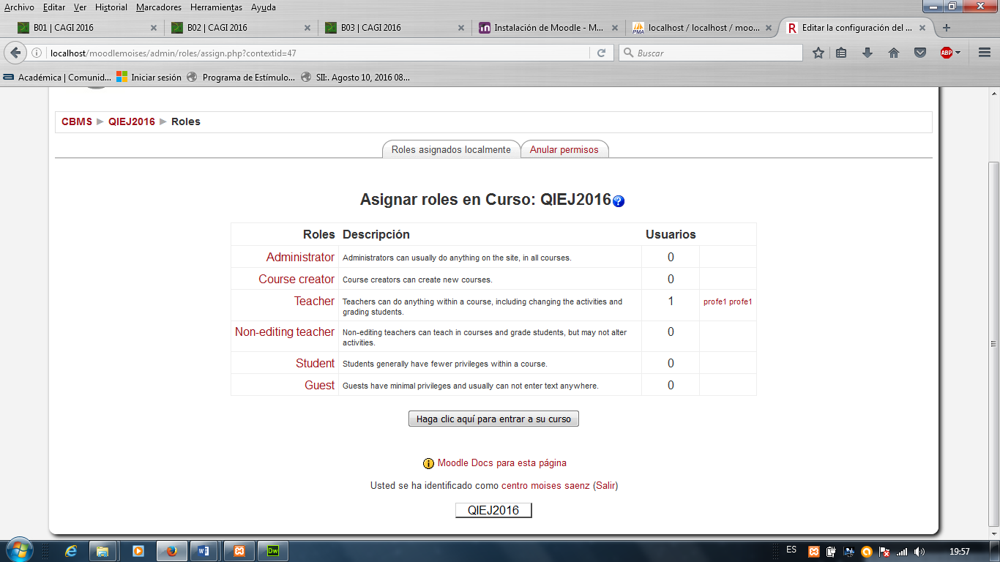 Archivo Editar Ver Historial Marcadores Herramientas Ayuda
B01 | CAGI 2016 B02 | CAGI 2016 B03 | CAGI 2016 Instalación de Moodle - M... localhost / localhost / moo... Editar la configuración del ...
localhost/moodlemoises/admin/roles/assign.php?contextid=47 Buscar ABP
Académica | Comunid... Iniciar sesión Programa de Estímulo... SII:. Agosto 10, 2016 08...
CBMS QIEJ2016 Roles
Roles asignados localmente Anular permisos
Asignar roles en Curso: QIEJ2016
Roles Descripción Usuarios
Administrator Administrators can usually do anything on the site, in all courses. 0
Course creator Course creators can create new courses. 0
Teacher Teachers can do anything within a course, including changing the activities and 1 profe1 profe1
grading students.
Non-editing teacher Non-editing teachers can teach in courses and grade students, but may not alter 0
activities.
Student Students generally have fewer privileges within a course. 0
Guest Guests have minimal privileges and usually can not enter text anywhere. 0
Haga clic aquí para entrar a su curso
Moodle Docs para esta página
Usted se ha identificado como centro moises saenz (Salir)
QIEJ2016
ES 19:57